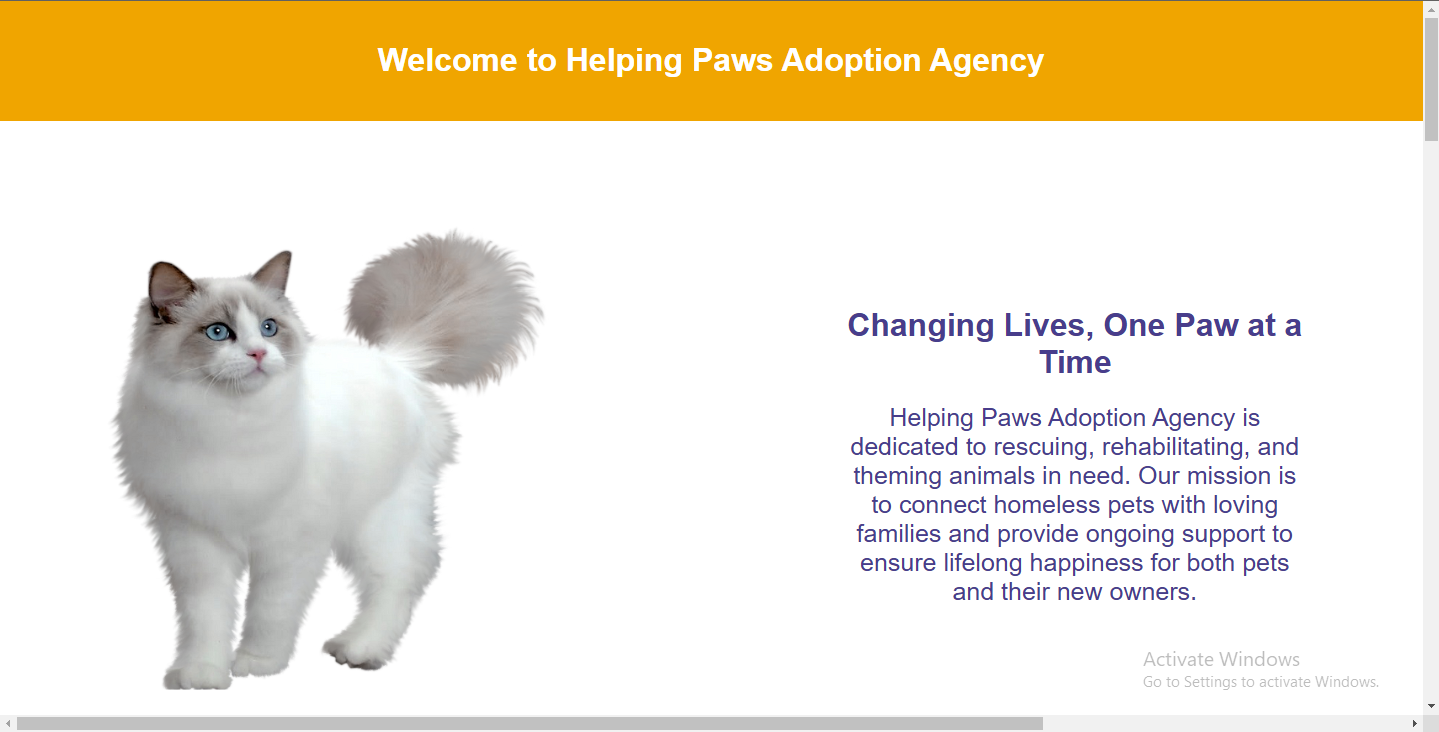 Welcome to Helping Paws Adoption Agency
Changing Lives, One Paw at a
Time
Helping Paws Adoption Agency is
dedicated to rescuing, rehabilitating, and
theming animals in need. Our mission is
to connect homeless pets with loving
families and provide ongoing support to
ensure lifelong happiness for both pets
and their new owners.
Activate Windows
Go to Settings to activate Windows.